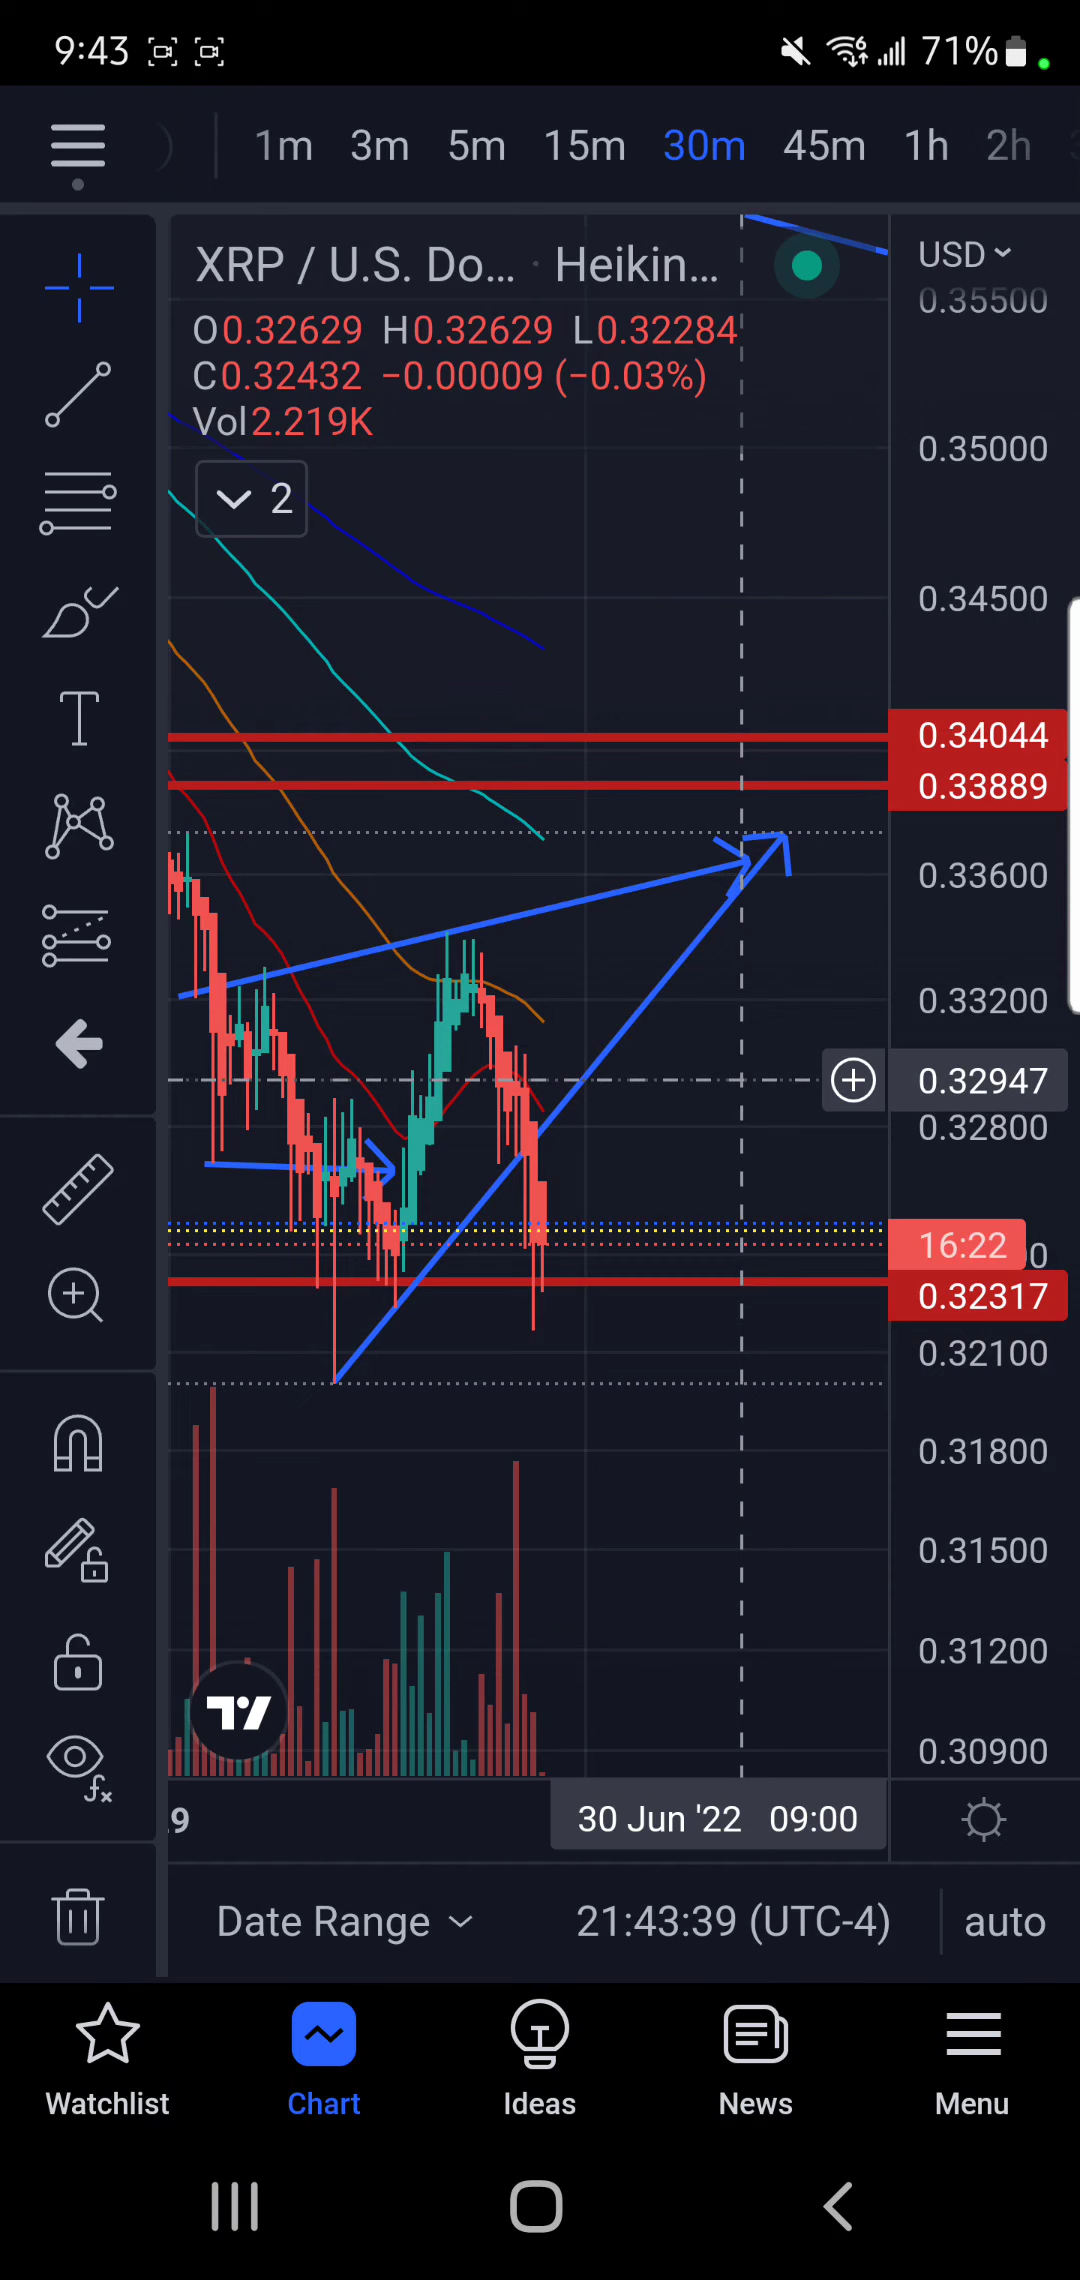 9:43 6 71%
1m 3m 5m 15m 30m 45m 1h 2h
XRP / U.S. Do... · Heikin...
USD
0.35500
O0.32629 H0.32629 L0.32284
C0.32432 −0.00009 (−0.03%)
Vol2.219K
0.35000
2
0.34500
0.34044
0.33889
0.33600
0.33200
0.32947
0.32800
16:22
0.32317
0.32100
0.31800
0.31500
0.31200
0.30900
9
30 Jun '22 09:00
Date Range 21:43:39 (UTC-4) auto
Watchlist Chart Ideas News Menu